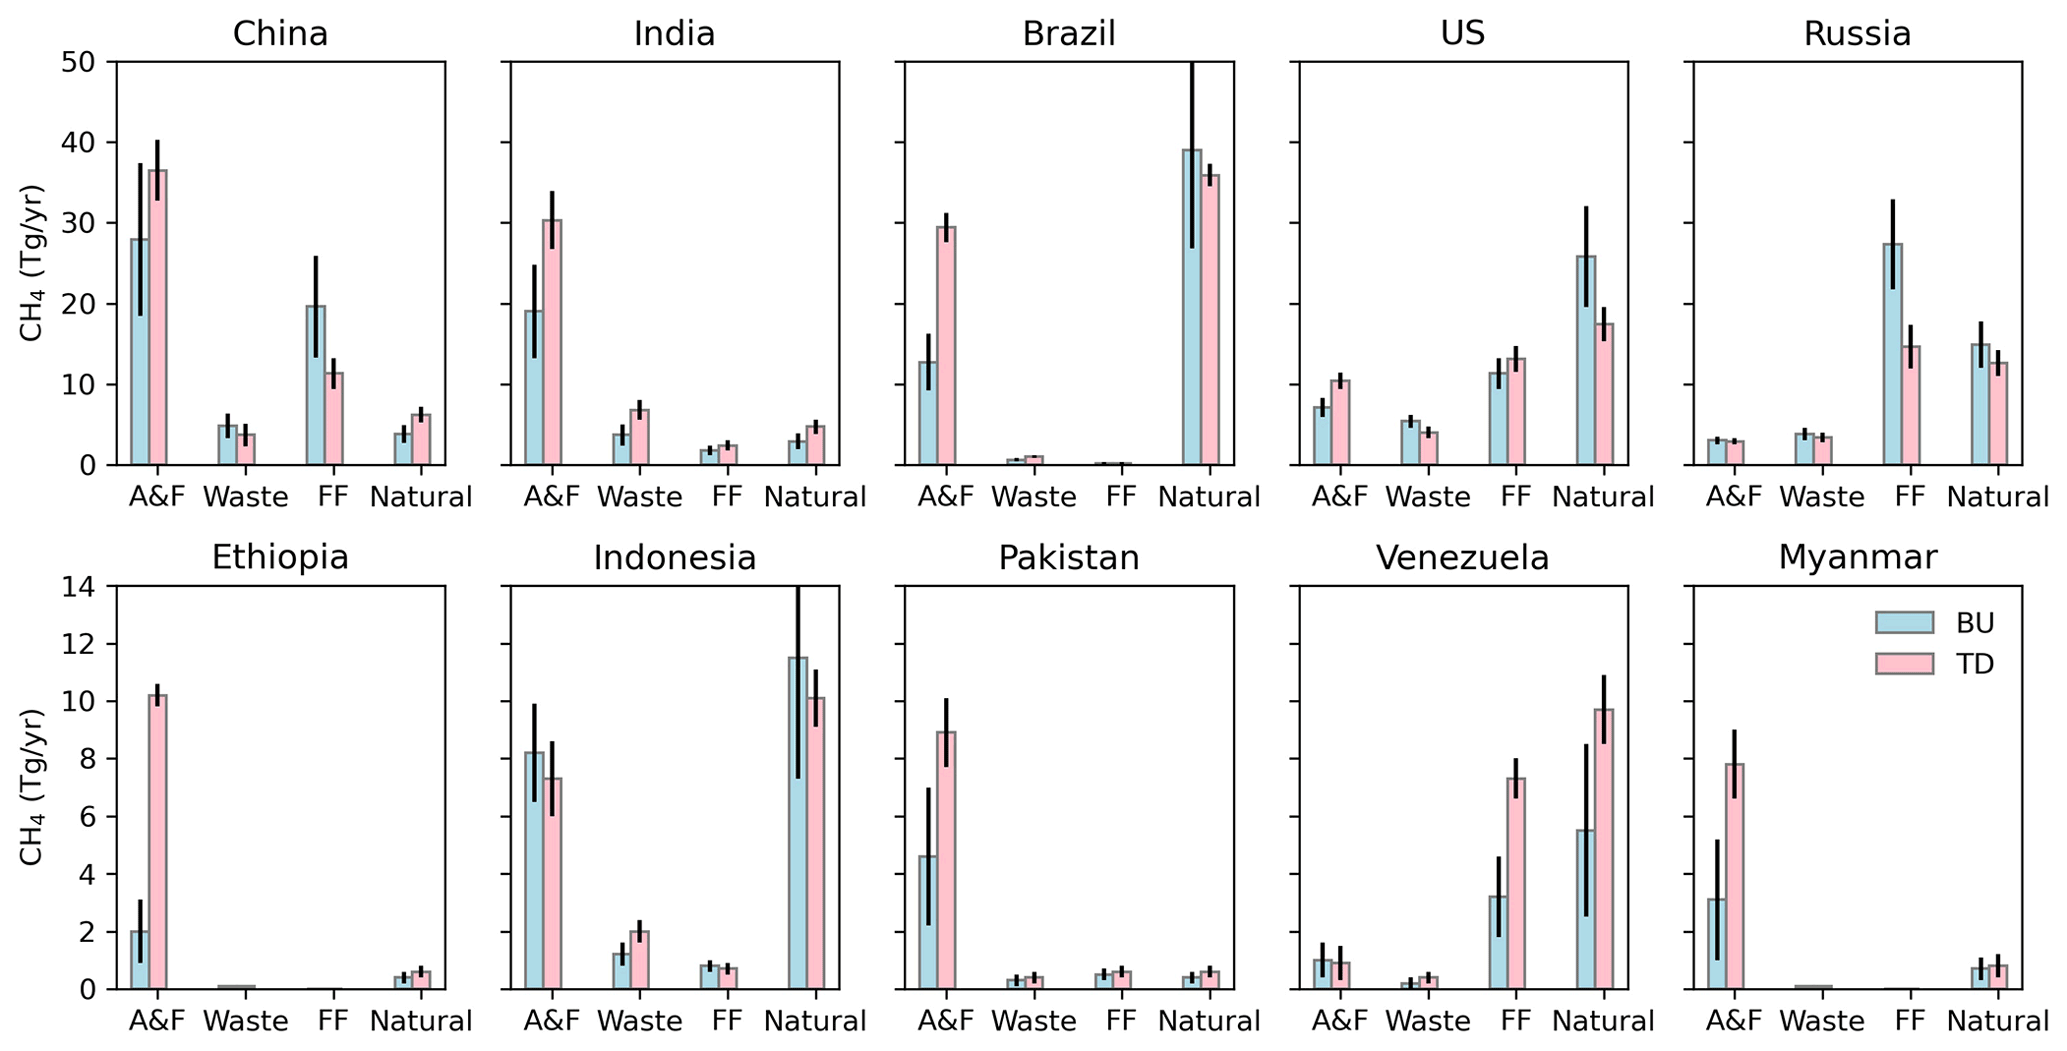 China India Brazil US Russia
50
40
30
20
10
0
CH₄ (Tg/yr)
A&F Waste FF Natural A&F Waste FF Natural A&F Waste FF Natural A&F Waste FF Natural A&F Waste FF Natural
Ethiopia Indonesia Pakistan Venezuela Myanmar
14
12
10
8
6
4
2
0
CH₄ (Tg/yr)
BU
TD
A&F Waste FF Natural A&F Waste FF Natural A&F Waste FF Natural A&F Waste FF Natural A&F Waste FF Natural